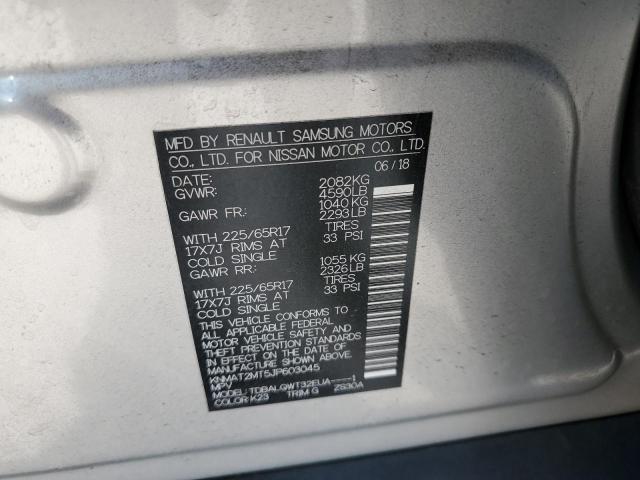 MFD BY RENAULT SAMSUNG MOTORS
CO., LTD. FOR NISSAN MOTOR CO., LTD.
DATE: 06/18
GVWR: 2082KG
4590LB
GAWR FR: 1040 KG
2293LB
WITH 225/65R17 TIRES
17X7J RIMS AT 33 PSI
COLD SINGLE
GAWR RR: 1055 KG
2326LB
WITH 225/65R17 TIRES
17X7J RIMS AT 33 PSI
COLD SINGLE
THIS VEHICLE CONFORMS TO
ALL APPLICABLE FEDERAL
MOTOR VEHICLE SAFETY AND
THEFT PREVENTION STANDARDS
IN EFFECT ON THE DATE OF
MANUFACTURE SHOWN ABOVE.
KNMAT2MT5JP603045
MPV
MODEL: TDBALGWT32EUA----1
COLOR: K23 TRIM: G ZS30A